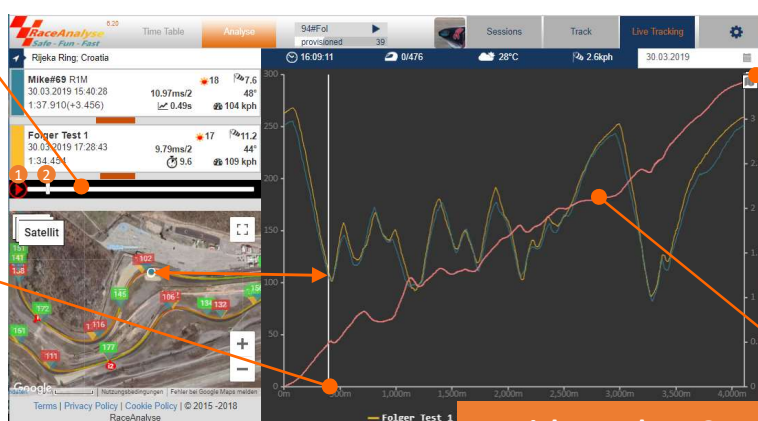 6.20
RaceAnalyse
Safe - Fun - Fast
Time Table
Analyse
94#Fol
provisioned 39
Sessions
Track
Live Tracking
Rijeka Ring; Croatia
16:09:11
0/476
28°C
2.6kph
30.03.2019
Mike#69 R1M
18
7.6
30.03.2019 15:40:28
10.97ms/2
48°
1:37.910(+3.456)
0.49s
104 kph
Folger Test 1
17
11.2
30.03.2019 17:28:43
9.79ms/2
44°
1:34.454
9.6
109 kph
1
2
Satellit
151
141
138
102
145
106
134
132
172
116
151
177
111
12
+
−
Google
Nutzungsbedingungen
Fehler bei Google Maps melden
Terms | Privacy Policy | Cookie Policy | © 2015 -2018
RaceAnalyse
300
250
200
150
100
50
0
0m
500m
1,000m
1,500m
2,000m
2,500m
3,000m
3,500m
4,000m
3
2
1
Folger Test 1